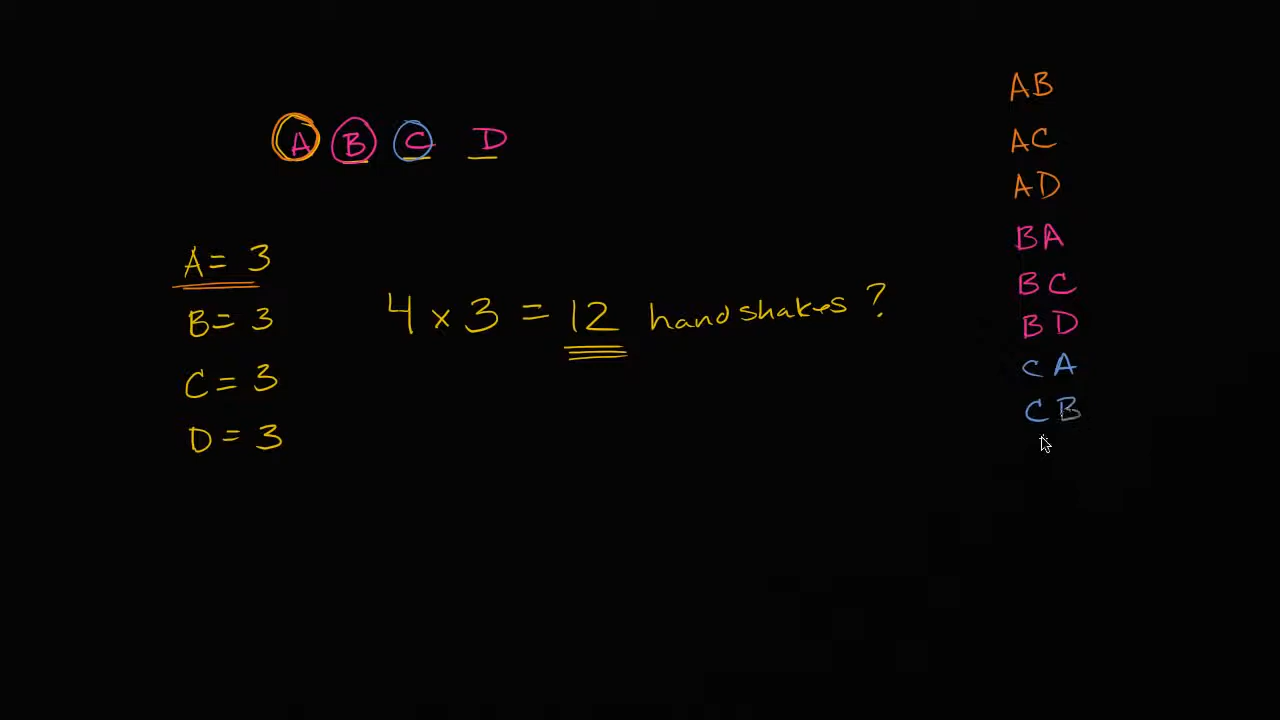 A B C D
A = 3
B = 3
C = 3
D = 3
4 x 3 = 12 handshakes ?
AB
AC
AD
BA
BC
BD
CA
CB